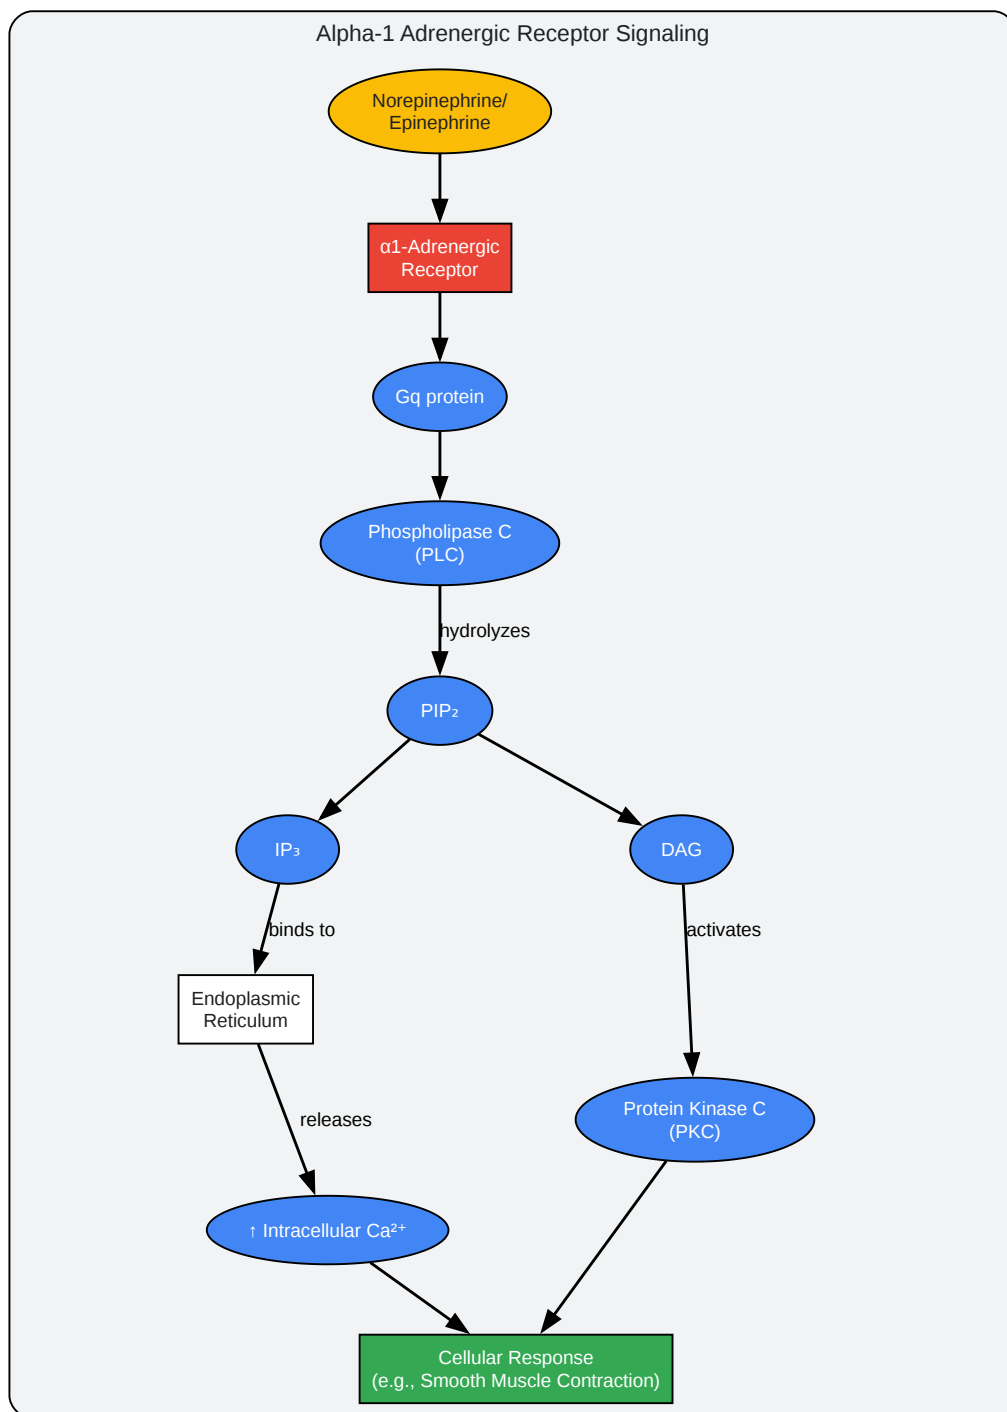 Alpha-1 Adrenergic Receptor Signaling
Norepinephrine/
Epinephrine
α1-Adrenergic
Receptor
Gq protein
Phospholipase C
(PLC)
hydrolyzes
PIP₂
IP₃
DAG
binds to
activates
Endoplasmic
Reticulum
releases
Protein Kinase C
(PKC)
↑ Intracellular Ca²⁺
Cellular Response
(e.g., Smooth Muscle Contraction)